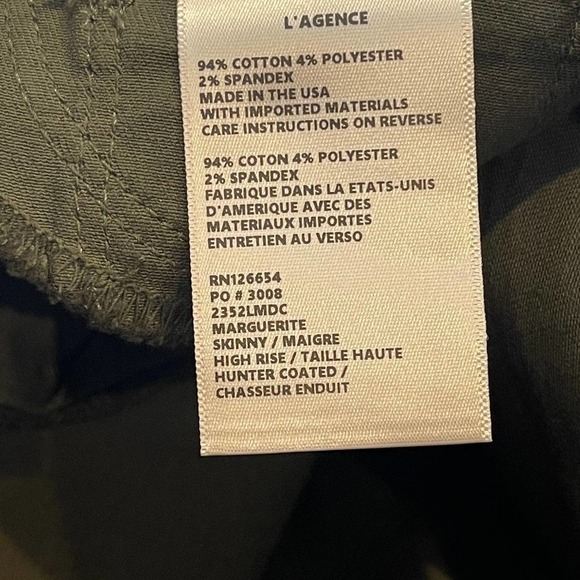 L'AGENCE
94% COTTON 4% POLYESTER
2% SPANDEX
MADE IN THE USA
WITH IMPORTED MATERIALS
CARE INSTRUCTIONS ON REVERSE
94% COTON 4% POLYESTER
2% SPANDEX
FABRIQUE DANS LA ETATS-UNIS
D'AMERIQUE AVEC DES
MATERIAUX IMPORTES
ENTRETIEN AU VERSO
RN126654
PO # 3008
2352LMDC
MARGUERITE
SKINNY / MAIGRE
HIGH RISE / TAILLE HAUTE
HUNTER COATED /
CHASSEUR ENDUIT